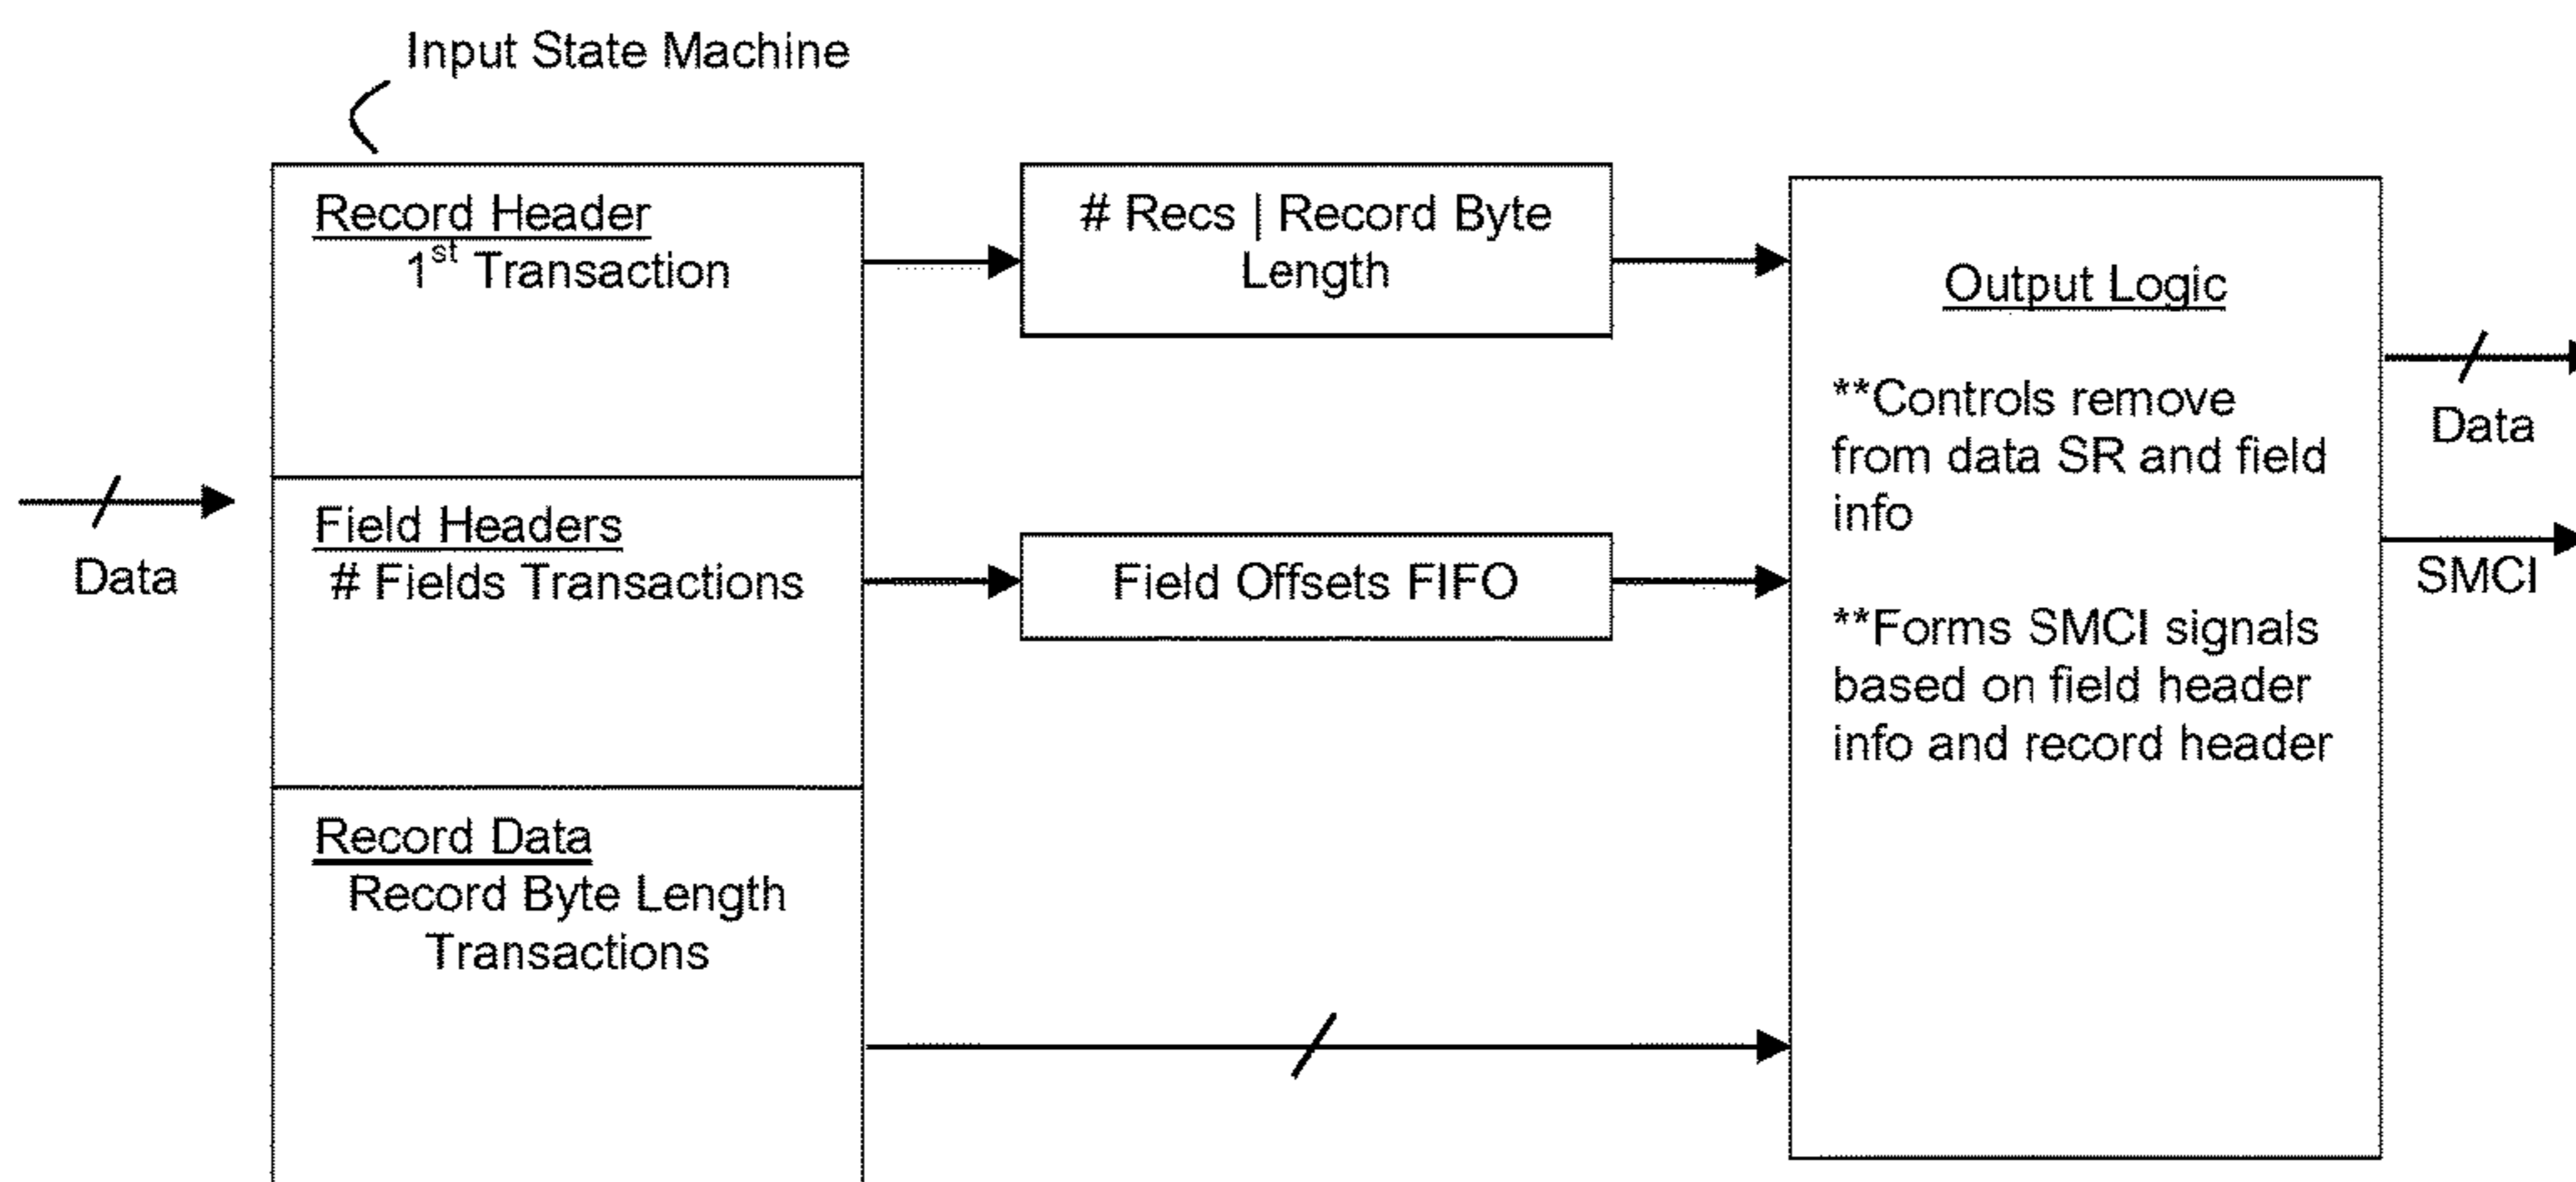 Input State Machine
Record Header
1st Transaction
# Recs | Record Byte
Length
Output Logic
**Controls remove
from data SR and field
info
**Forms SMCI signals
based on field header
info and record header
Data
SMCI
Data
Field Headers
# Fields Transactions
Field Offsets FIFO
Record Data
Record Byte Length
Transactions